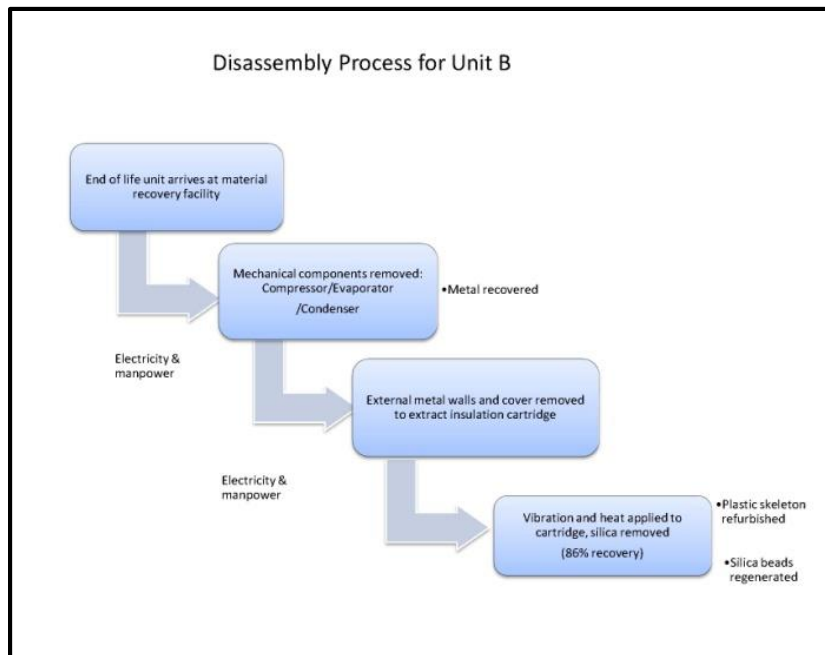 Disassembly Process for Unit B
End of life unit arrives at material
recovery facility
Mechanical components removed:
Compressor/Evaporator
/Condenser
•Metal recovered
Electricity &
manpower
External metal walls and cover removed
to extract insulation cartridge
Electricity &
manpower
Vibration and heat applied to
cartridge, silica removed
(86% recovery)
•Plastic skeleton
refurbished
•Silica beads
regenerated